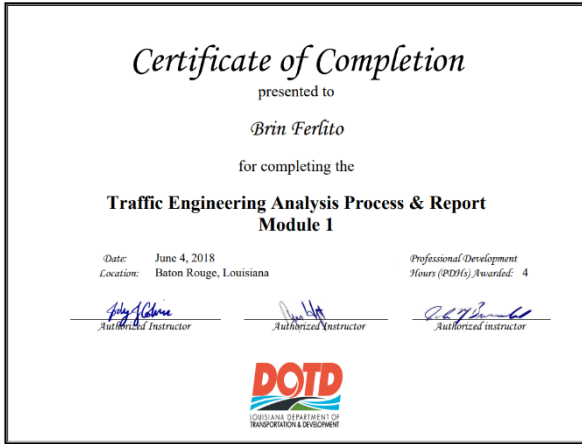 Certificate of Completion
presented to
Brin Ferlito
for completing the
Traffic Engineering Analysis Process & Report
Module 1
Date: June 4, 2018
Location: Baton Rouge, Louisiana
Professional Development
Hours (PDHs) Awarded: 4
Authorized Instructor
Authorized Instructor
Authorized instructor
DOTD
LOUISIANA DEPARTMENT OF
TRANSPORTATION & DEVELOPMENT